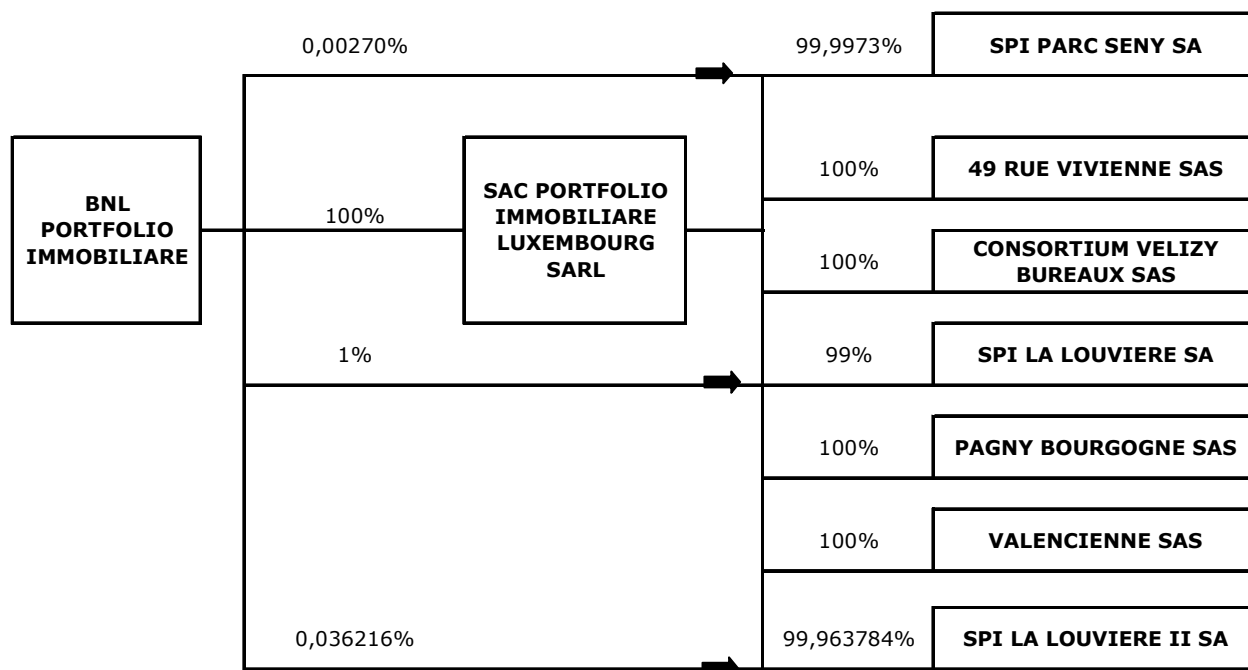 0,00270%
99,9973%
SPI PARC SENY SA
BNL
PORTFOLIO
IMMOBILIARE
100%
SAC PORTFOLIO
IMMOBILIARE
LUXEMBOURG
SARL
100%
49 RUE VIVIENNE SAS
100%
CONSORTIUM VELIZY
BUREAUX SAS
1%
99%
SPI LA LOUVIERE SA
100%
PAGNY BOURGOGNE SAS
100%
VALENCIENNE SAS
0,036216%
99,963784%
SPI LA LOUVIERE II SA